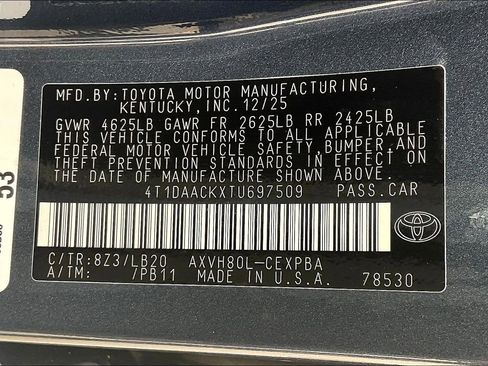 MFD.BY:TOYOTA MOTOR MANUFACTURING,
KENTUCKY,INC.12/25
GVWR 4625LB GAWR FR 2625LB RR 2425LB
THIS VEHICLE CONFORMS TO ALL APPLICABLE
FEDERAL MOTOR VEHICLE SAFETY, BUMPER, AND
THEFT PREVENTION STANDARDS IN EFFECT ON
THE DATE OF MANUFACTURE SHOWN ABOVE.
4T1DAACKXTU697509 PASS.CAR
C/TR:8Z3/LB20 AXVH80L-CEXPBA
A/TM: /PB11 MADE IN U.S.A. 78530
TOYOTA
53